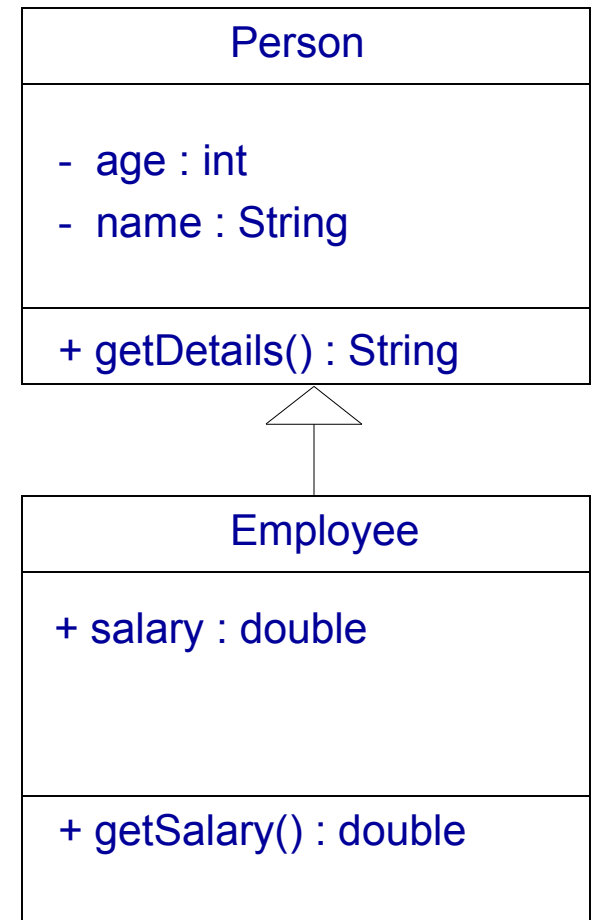 Person
- age : int
- name : String
+ getDetails() : String
Employee
+ salary : double
+ getSalary() : double